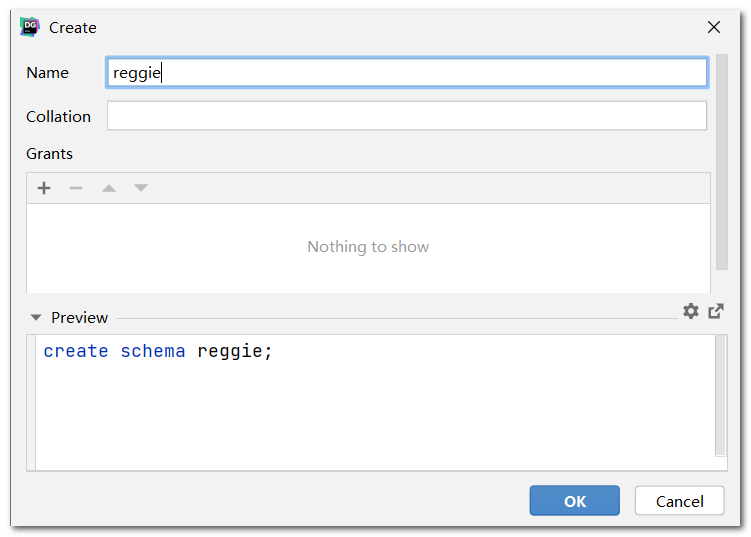 DG
Create
Name reggie
Collation
Grants
Nothing to show
Preview
create schema reggie;
OK Cancel